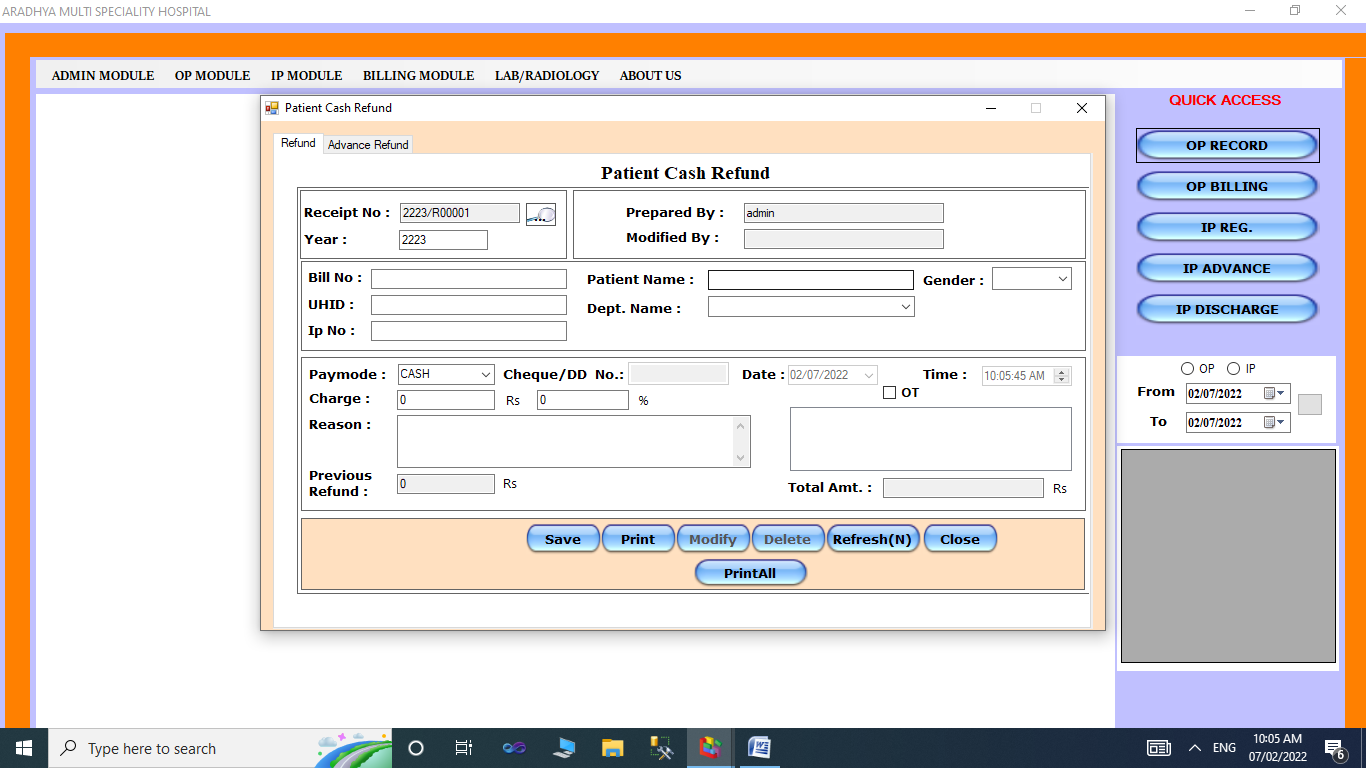 ARADHYA MULTI SPECIALITY HOSPITAL
ADMIN MODULE OP MODULE IP MODULE BILLING MODULE LAB/RADIOLOGY ABOUT US
QUICK ACCESS
OP RECORD
OP BILLING
IP REG.
IP ADVANCE
IP DISCHARGE
OP IP
From 02/07/2022
To 02/07/2022
Patient Cash Refund
Refund Advance Refund
Patient Cash Refund
Receipt No : 2223/R00001
Year : 2223
Prepared By : admin
Modified By :
Bill No :
UHID :
Ip No :
Patient Name : Gender :
Dept. Name :
Paymode : CASH Cheque/DD No.: Date : 02/07/2022 Time : 10:05:45 AM
Charge : 0 Rs 0 % OT
Reason :
Previous
Refund : 0 Rs
Total Amt. : Rs
Save Print Modify Delete Refresh(N) Close
PrintAll
Type here to search
ENG
10:05 AM
07/02/2022
6